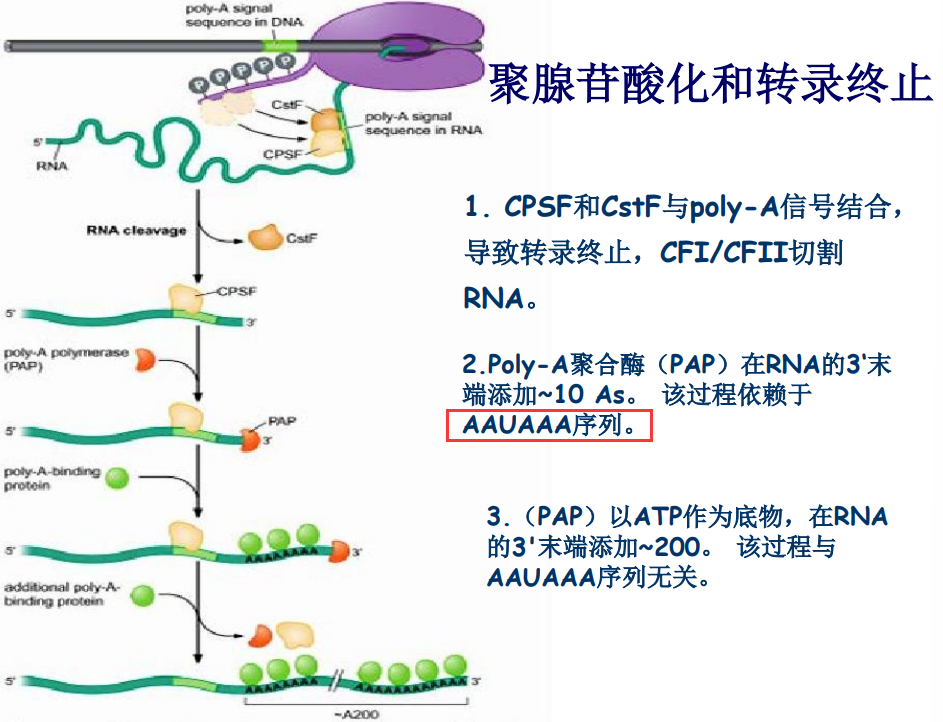 poly-A signal
sequence in DNA
P P P P P
聚腺苷酸化和转录终止
CstF
poly-A signal
sequence in RNA
CPSF
5'
RNA
1. CPSF和CstF与poly-A信号结合，
导致转录终止，CFI/CFII切割
RNA。
RNA cleavage
CstF
CPSF
5'
3'
poly-A polymerase
(PAP)
2.Poly-A聚合酶（PAP）在RNA的3'末
端添加~10 As。 该过程依赖于
AAUAAA序列。
PAP
5'
3'
poly-A-binding
protein
3.（PAP）以ATP作为底物，在RNA
的3'末端添加~200。 该过程与
AAUAAA序列无关。
5'
AAAAAAAAAA
3'
additional poly-A-
binding protein
5'
AAAAAAAAAA
AAAAAAAAAAAAAA
3'
~A200